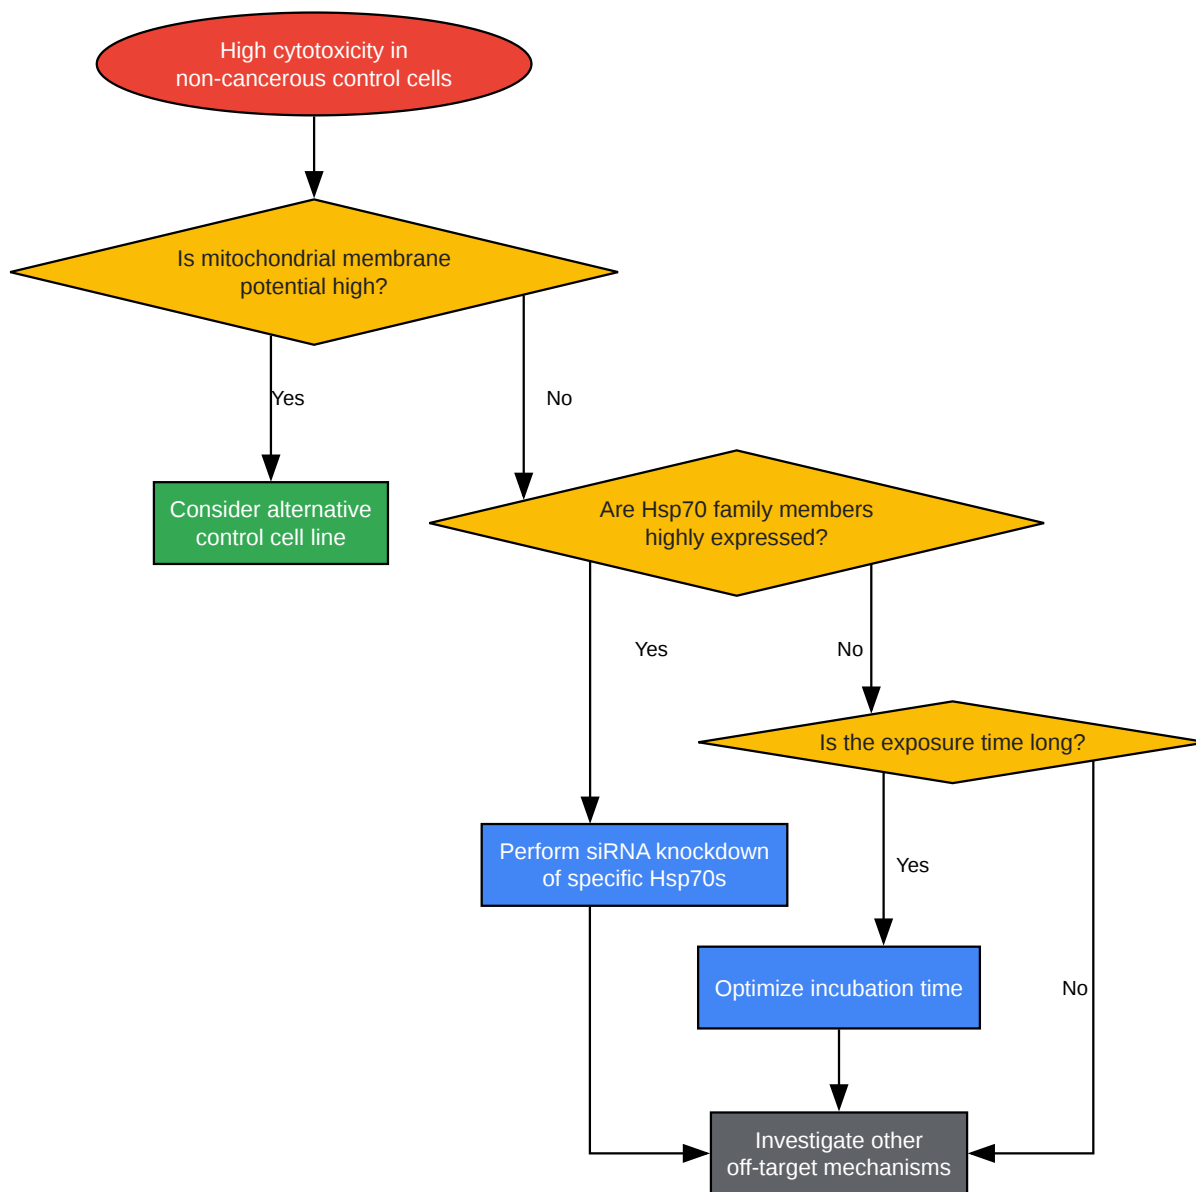 High cytotoxicity in
non-cancerous control cells
Is mitochondrial membrane
potential high?
Yes
No
Consider alternative
control cell line
Are Hsp70 family members
highly expressed?
Yes
No
Is the exposure time long?
Perform siRNA knockdown
of specific Hsp70s
Yes
Optimize incubation time
No
Investigate other
off-target mechanisms